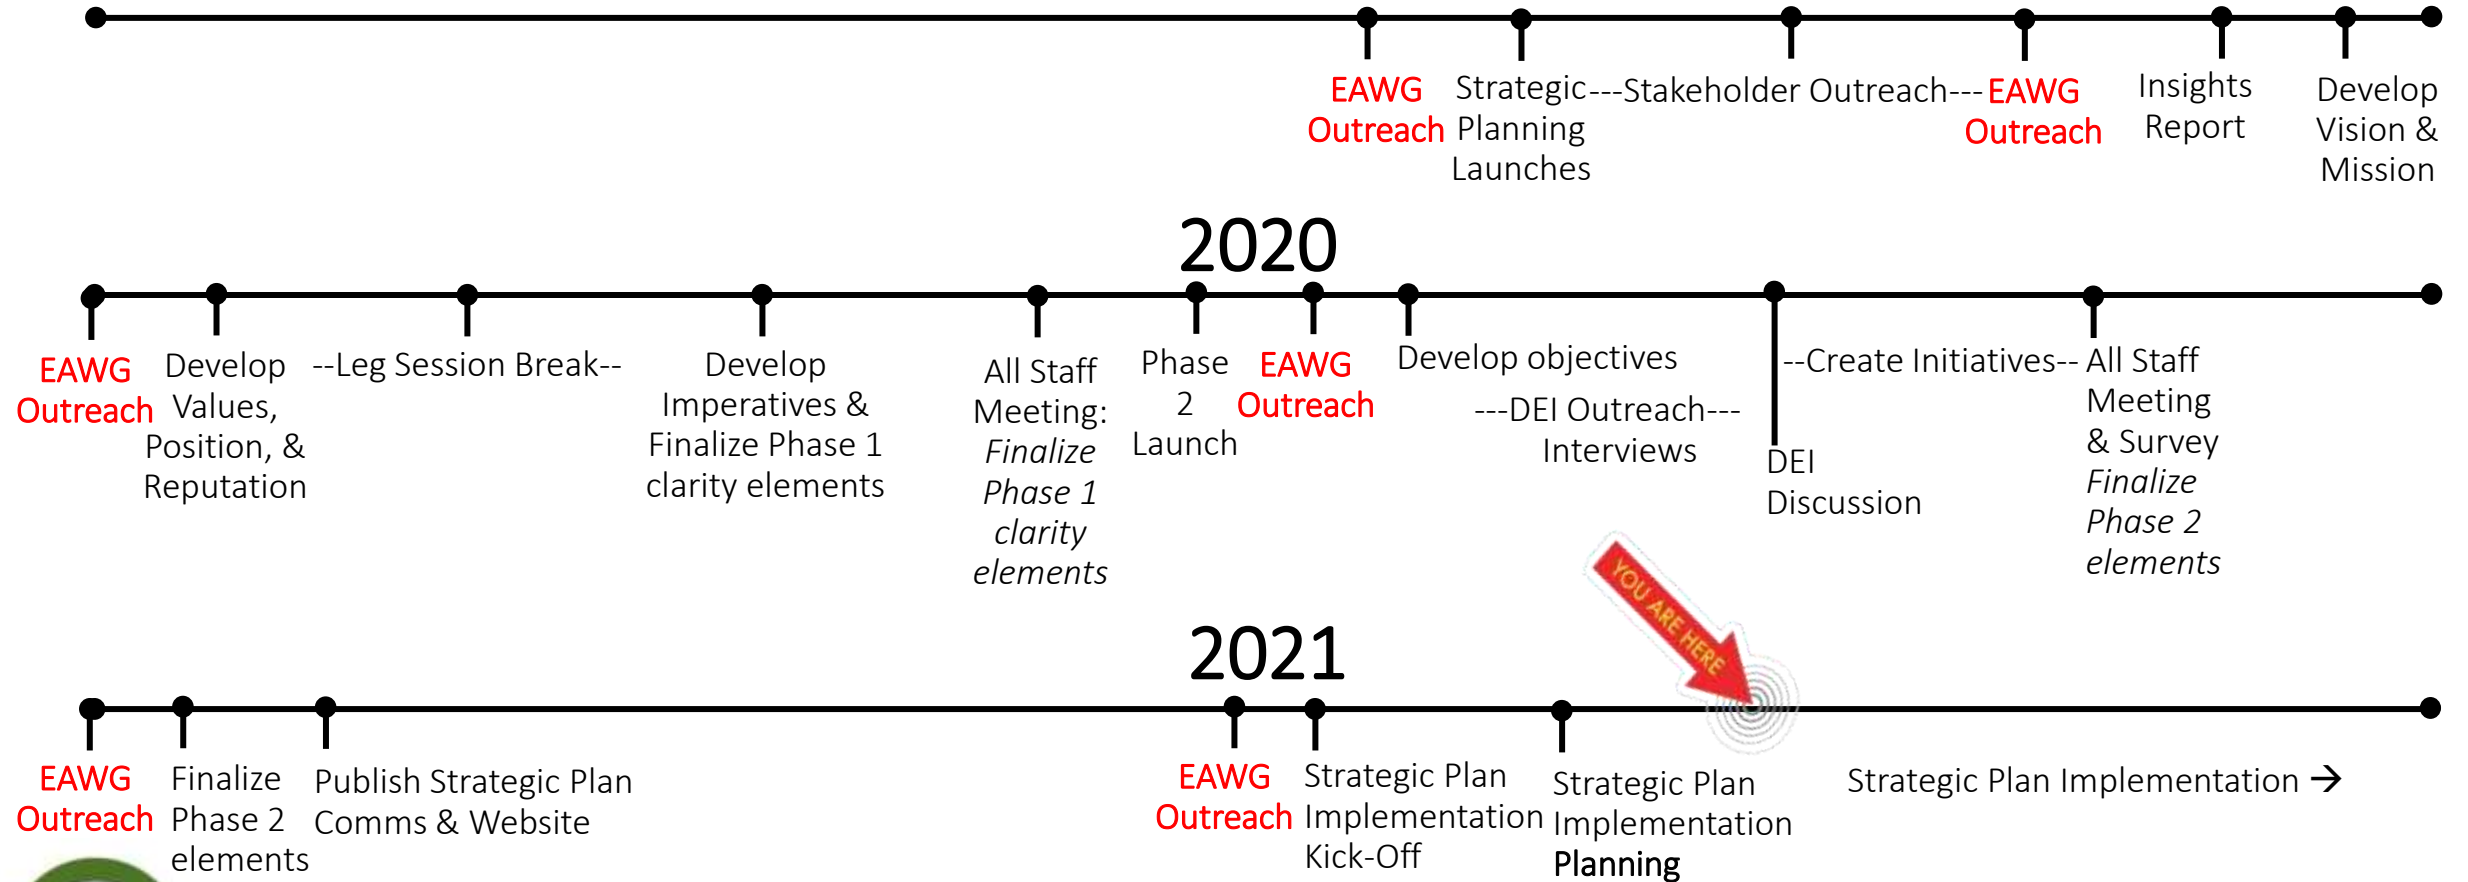 EAWG
Outreach
Strategic
Planning
Launches
---Stakeholder Outreach---
EAWG
Outreach
Insights
Report
Develop
Vision &
Mission
2020
EAWG
Outreach
Develop
Values,
Position, &
Reputation
--Leg Session Break--
Develop
Imperatives &
Finalize Phase 1
clarity elements
All Staff
Meeting:
Finalize
Phase 1
clarity
elements
Phase
2
Launch
EAWG
Outreach
Develop objectives
---DEI Outreach---
Interviews
DEI
Discussion
--Create Initiatives--
All Staff
Meeting
& Survey
Finalize
Phase 2
elements
YOU ARE HERE
2021
EAWG
Outreach
Finalize
Phase 2
elements
Publish Strategic Plan
Comms & Website
EAWG
Outreach
Strategic Plan
Implementation
Kick-Off
Strategic Plan
Implementation
Planning
Strategic Plan Implementation →